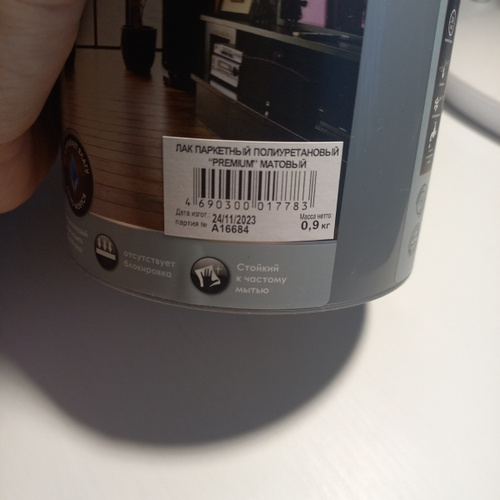 ЛАК ПАРКЕТНЫЙ ПОЛИУРЕТАНОВЫЙ
"PREMIUM" МАТОВЫЙ
4 690300 017783
Дата изгот.: 24/11/2023
партия № A16684
Масса нетто
0,9 кг
отсутствует
блокировка
Стойкий
к частому
мытью